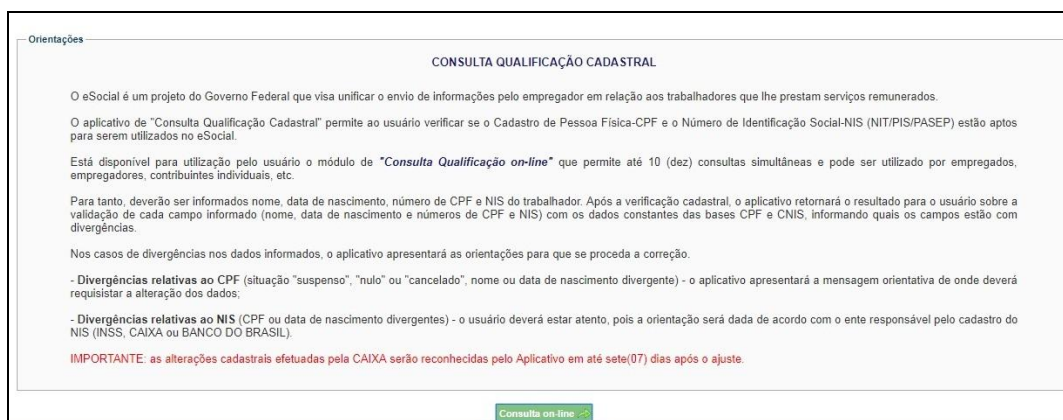 Orientações
CONSULTA QUALIFICAÇÃO CADASTRAL
O eSocial é um projeto do Governo Federal que visa unificar o envio de informações pelo empregador em relação aos trabalhadores que lhe prestam serviços remunerados.
O aplicativo de "Consulta Qualificação Cadastral" permite ao usuário verificar se o Cadastro de Pessoa Física-CPF e o Número de Identificação Social-NIS (NIT/PIS/PASEP) estão aptos
para serem utilizados no eSocial.
Está disponível para utilização pelo usuário o módulo de "Consulta Qualificação on-line" que permite até 10 (dez) consultas simultâneas e pode ser utilizado por empregados,
empregadores, contribuintes individuais, etc.
Para tanto, deverão ser informados nome, data de nascimento, número de CPF e NIS do trabalhador. Após a verificação cadastral, o aplicativo retornará o resultado para o usuário sobre a
validação de cada campo informado (nome, data de nascimento e números de CPF e NIS) com os dados constantes das bases CPF e CNIS, informando quais os campos estão com
divergências.
Nos casos de divergências nos dados informados, o aplicativo apresentará as orientações para que se proceda a correção.
- Divergências relativas ao CPF (situação "suspenso", "nulo" ou "cancelado", nome ou data de nascimento divergente) - o aplicativo apresentará a mensagem orientativa de onde deverá
requisistar a alteração dos dados;
- Divergências relativas ao NIS (CPF ou data de nascimento divergentes) - o usuário deverá estar atento, pois a orientação será dada de acordo com o ente responsável pelo cadastro do
NIS (INSS, CAIXA ou BANCO DO BRASIL).
IMPORTANTE: as alterações cadastrais efetuadas pela CAIXA serão reconhecidas pelo Aplicativo em até sete(07) dias após o ajuste.
Consulta on-line